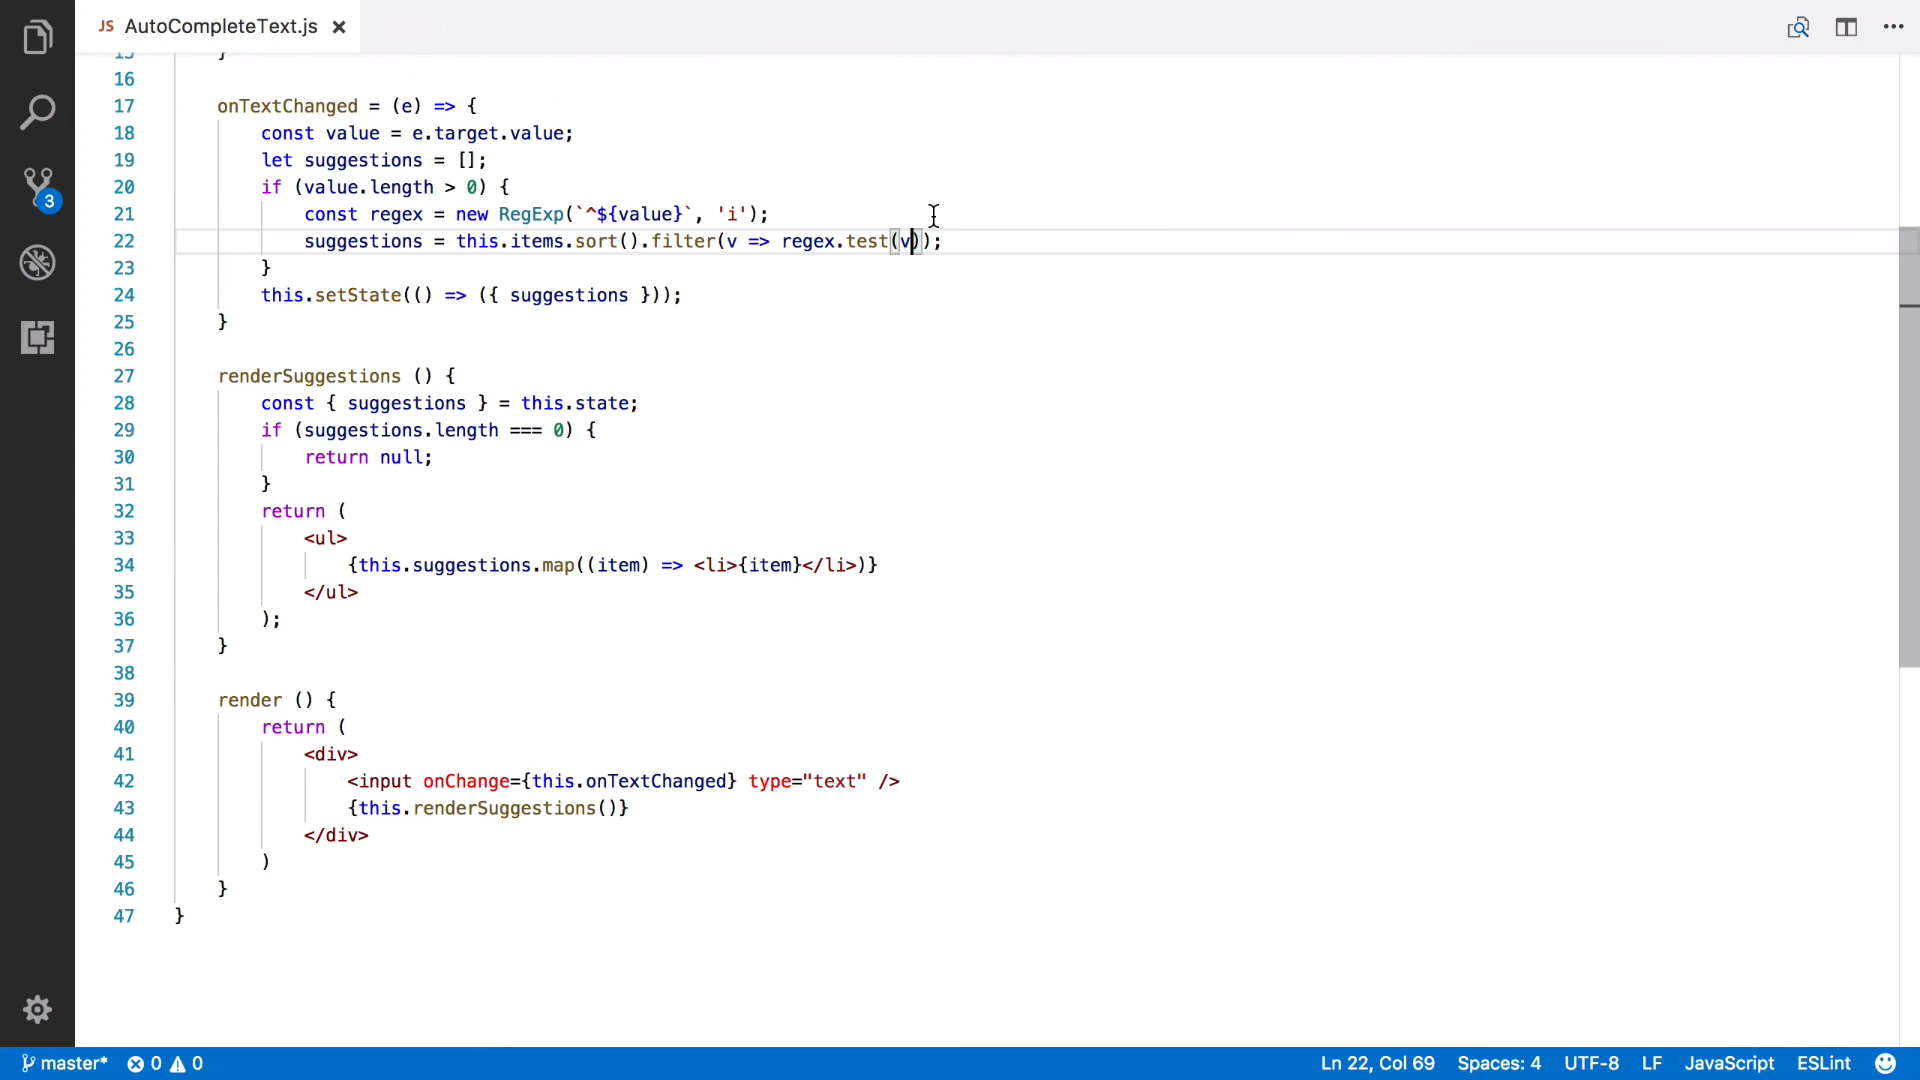 JS AutoCompleteText.js
15 }
16
17 onTextChanged = (e) => {
18 const value = e.target.value;
19 let suggestions = [];
20 if (value.length > 0) {
21 const regex = new RegExp(`^${value}`, 'i');
22 suggestions = this.items.sort().filter(v => regex.test(v));
23 }
24 this.setState(() => ({ suggestions }));
25 }
26
27 renderSuggestions () {
28 const { suggestions } = this.state;
29 if (suggestions.length === 0) {
30 return null;
31 }
32 return (
33 <ul>
34 {this.suggestions.map((item) => <li>{item}</li>)}
35 </ul>
36 );
37 }
38
39 render () {
40 return (
41 <div>
42 <input onChange={this.onTextChanged} type="text" />
43 {this.renderSuggestions()}
44 </div>
45 )
46 }
47 }
3
master* 0 0 Ln 22, Col 69 Spaces: 4 UTF-8 LF JavaScript ESLint